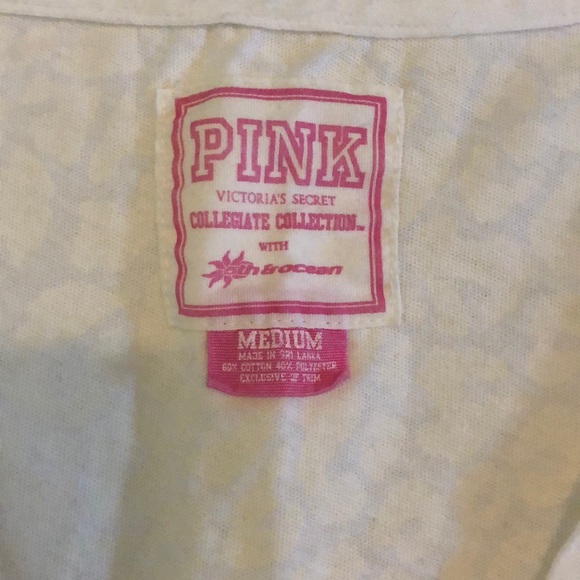 PINK
VICTORIA'S SECRET
COLLEGIATE COLLECTION™
WITH
5th & ocean
MEDIUM
MADE IN SRI LANKA
60% COTTON 40% POLYESTER
EXCLUSIVE OF TRIM